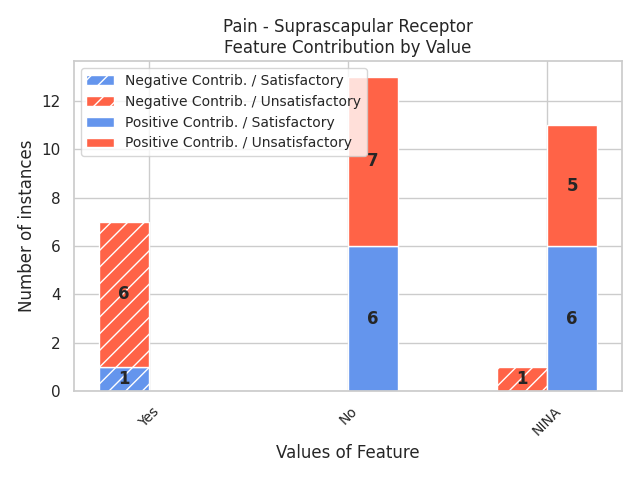 Pain - Suprascapular Receptor
Feature Contribution by Value
Negative Contrib. / Satisfactory
Negative Contrib. / Unsatisfactory
Positive Contrib. / Satisfactory
Positive Contrib. / Unsatisfactory
Number of instances
12
10
8
6
4
2
0
6
1
7
6
1
5
6
Yes
No
NINA
Values of Feature